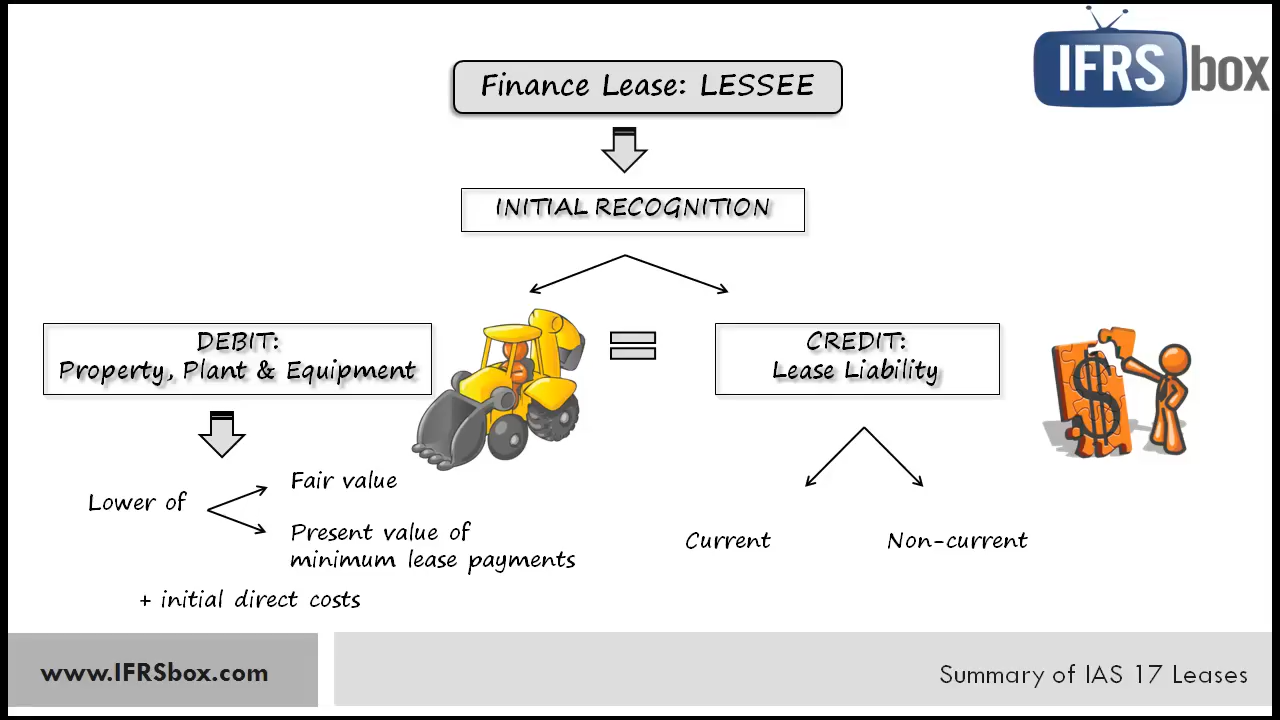 IFRS box
Finance Lease: LESSEE
INITIAL RECOGNITION
DEBIT:
Property, Plant & Equipment
CREDIT:
Lease Liability
$
Lower of
Fair value
Present value of
minimum lease payments
+ initial direct costs
Current
Non-current
www.IFRSbox.com
Summary of IAS 17 Leases